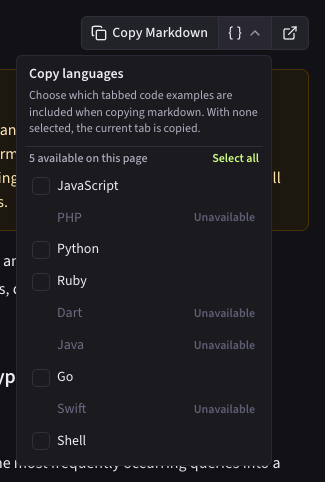 Copy Markdown { }
Copy languages
Choose which tabbed code examples are
included when copying markdown. With none
selected, the current tab is copied.
5 available on this page Select all
JavaScript
PHP Unavailable
Python
Ruby
Dart Unavailable
Java Unavailable
Go
Swift Unavailable
Shell